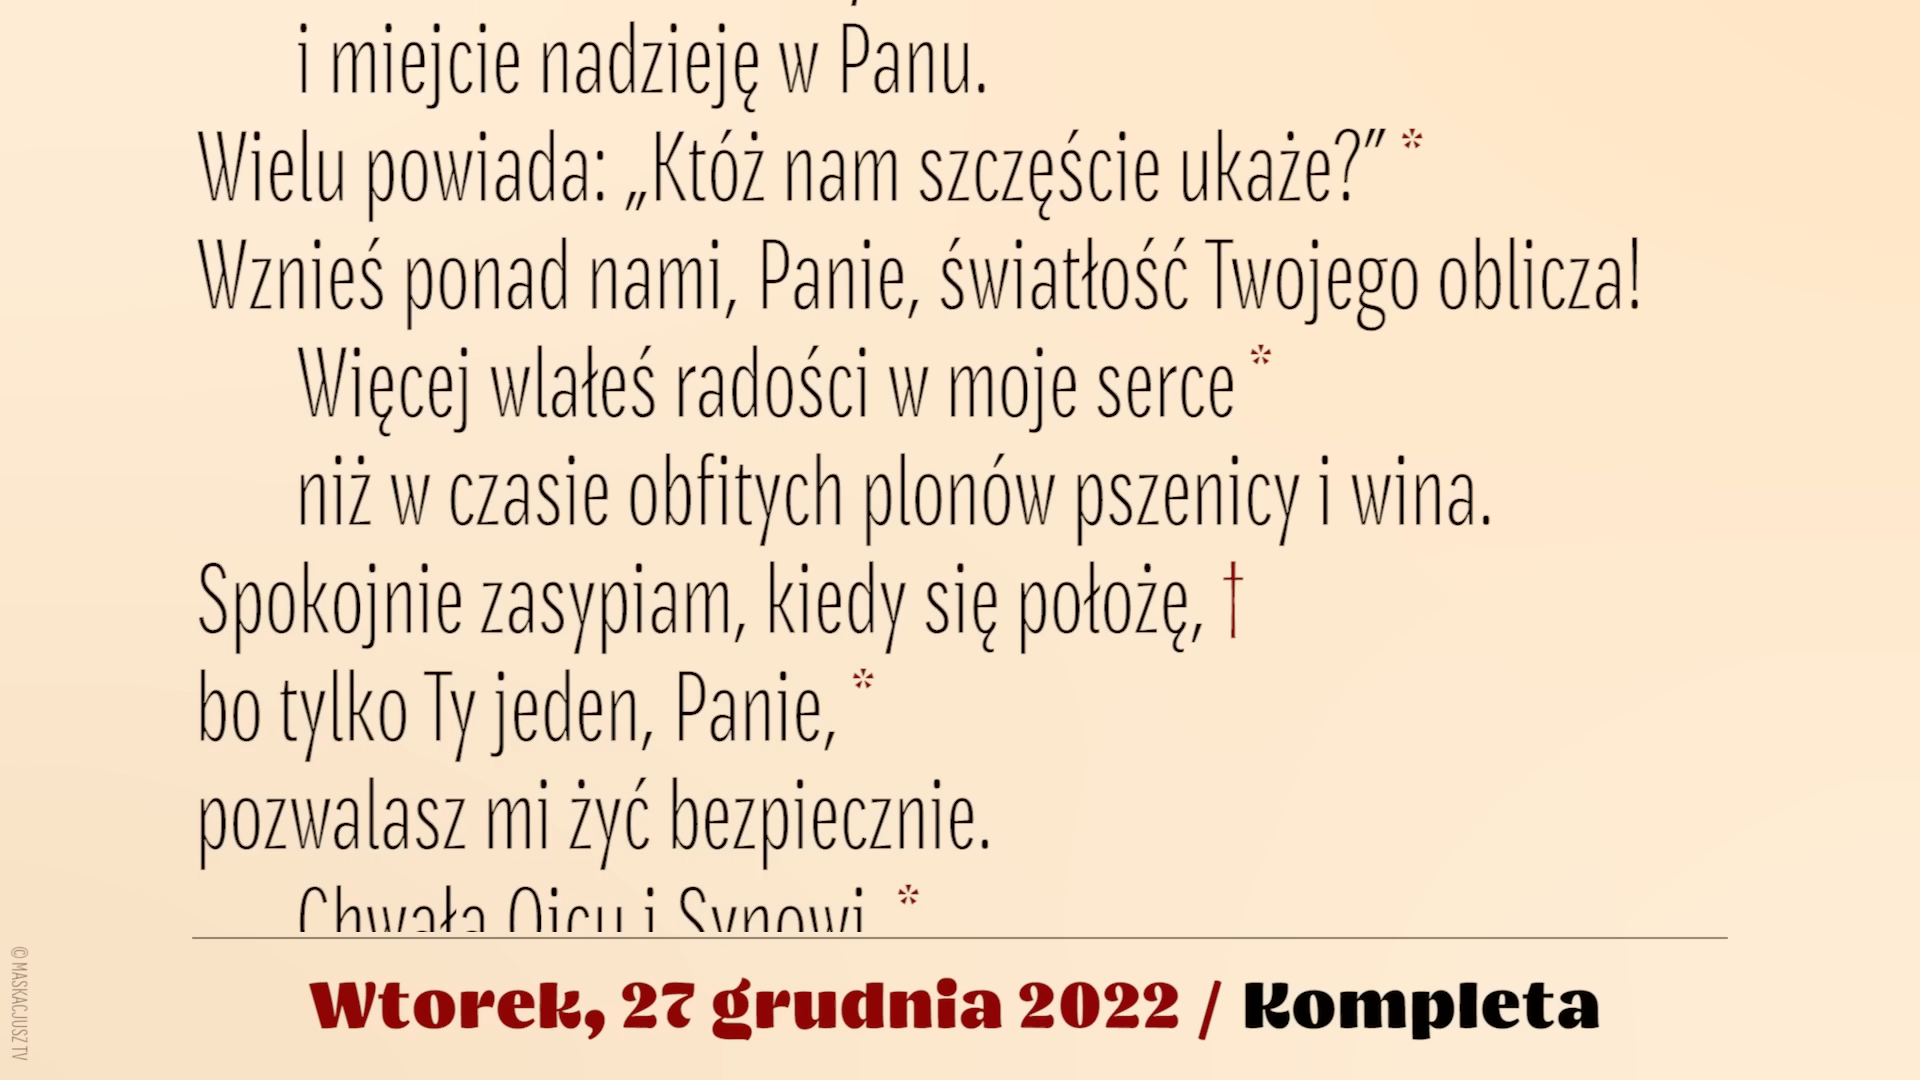 i miejcie nadzieję w Panu.
Wielu powiada: „Któż nam szczęście ukaże?” *
Wznieś ponad nami, Panie, światłość Twojego oblicza!
Więcej wlałeś radości w moje serce *
niż w czasie obfitych plonów pszenicy i wina.
Spokojnie zasypiam, kiedy się położę, †
bo tylko Ty jeden, Panie, *
pozwalasz mi żyć bezpiecznie.
Chwała Ojcu i Synowi *
Wtorek, 27 grudnia 2022 / Kompleta
© MASKACJUSZ TV